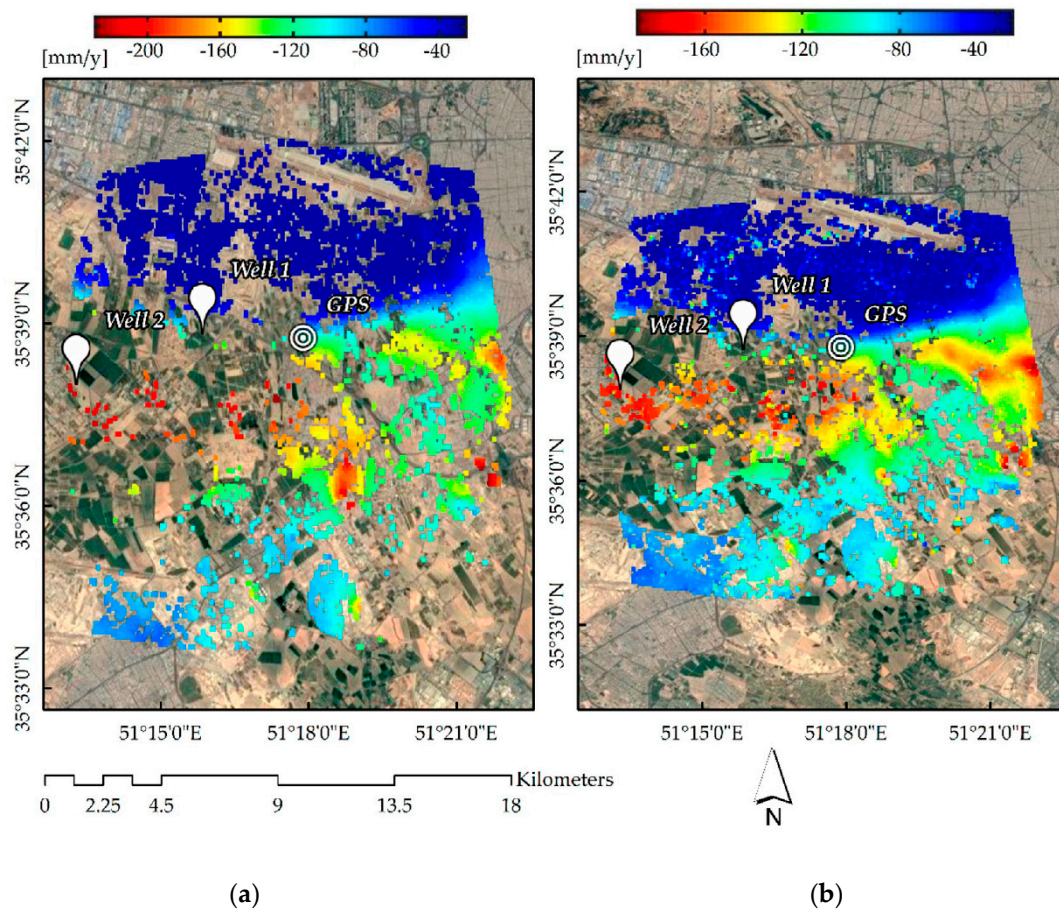 -200 -160 -120 -80 -40
[mm/y]
35°42'0"N
35°39'0"N
35°36'0"N
35°33'0"N
Well 1
GPS
Well 2
51°15'0"E 51°18'0"E 51°21'0"E
0 2.25 4.5 9 13.5 18
Kilometers
(a)
-160 -120 -80 -40
[mm/y]
35°42'0"N
35°39'0"N
35°36'0"N
35°33'0"N
Well 1
GPS
Well 2
51°15'0"E 51°18'0"E 51°21'0"E
N
(b)